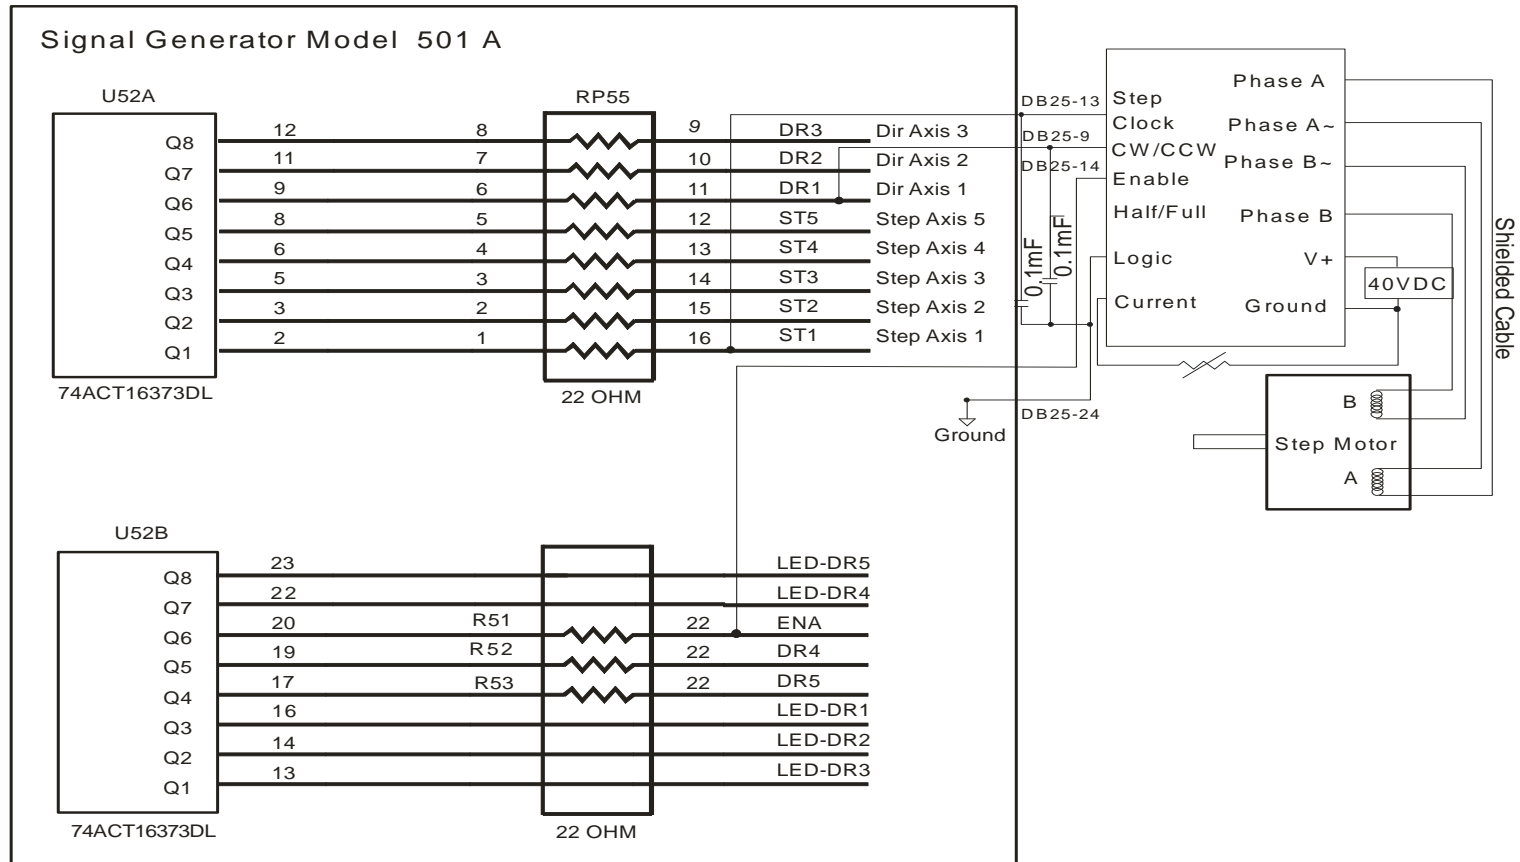 Signal Generator Model 501 A
U52A
RP55
Q8 12 8 9 DR3 Dir Axis 3
Q7 11 7 10 DR2 Dir Axis 2
Q6 9 6 11 DR1 Dir Axis 1
Q5 8 5 12 ST5 Step Axis 5
Q4 6 4 13 ST4 Step Axis 4
Q3 5 3 14 ST3 Step Axis 3
Q2 3 2 15 ST2 Step Axis 2
Q1 2 1 16 ST1 Step Axis 1
74ACT16373DL
22 OHM
DB25-13
DB25-9
DB25-14
0.1mF
0.1mF
Ground
DB25-24
Step
Clock
CW/CCW
Enable
Half/Full
Logic
Current
Phase A
Phase A~
Phase B~
Phase B
V+
Ground
40VDC
Shielded Cable
B
Step Motor
A
U52B
Q8 23 LED-DR5
Q7 22 LED-DR4
Q6 20 R51 22 ENA
Q5 19 R52 22 DR4
Q4 17 R53 22 DR5
Q3 16 LED-DR1
Q2 14 LED-DR2
Q1 13 LED-DR3
74ACT16373DL
22 OHM